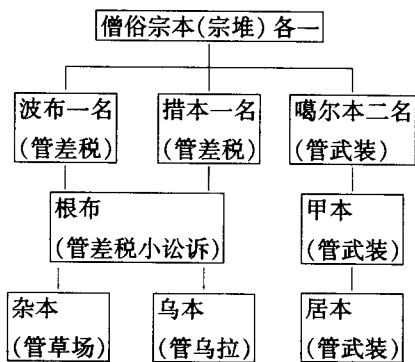 僧俗宗本(宗堆)各一
波布一名
(管差税)
措本一名
(管差税)
噶尔本二名
(管武装)
根布
(管差税小讼诉)
甲本
(管武装)
杂本
(管草场)
乌本
(管乌拉)
居本
(管武装)